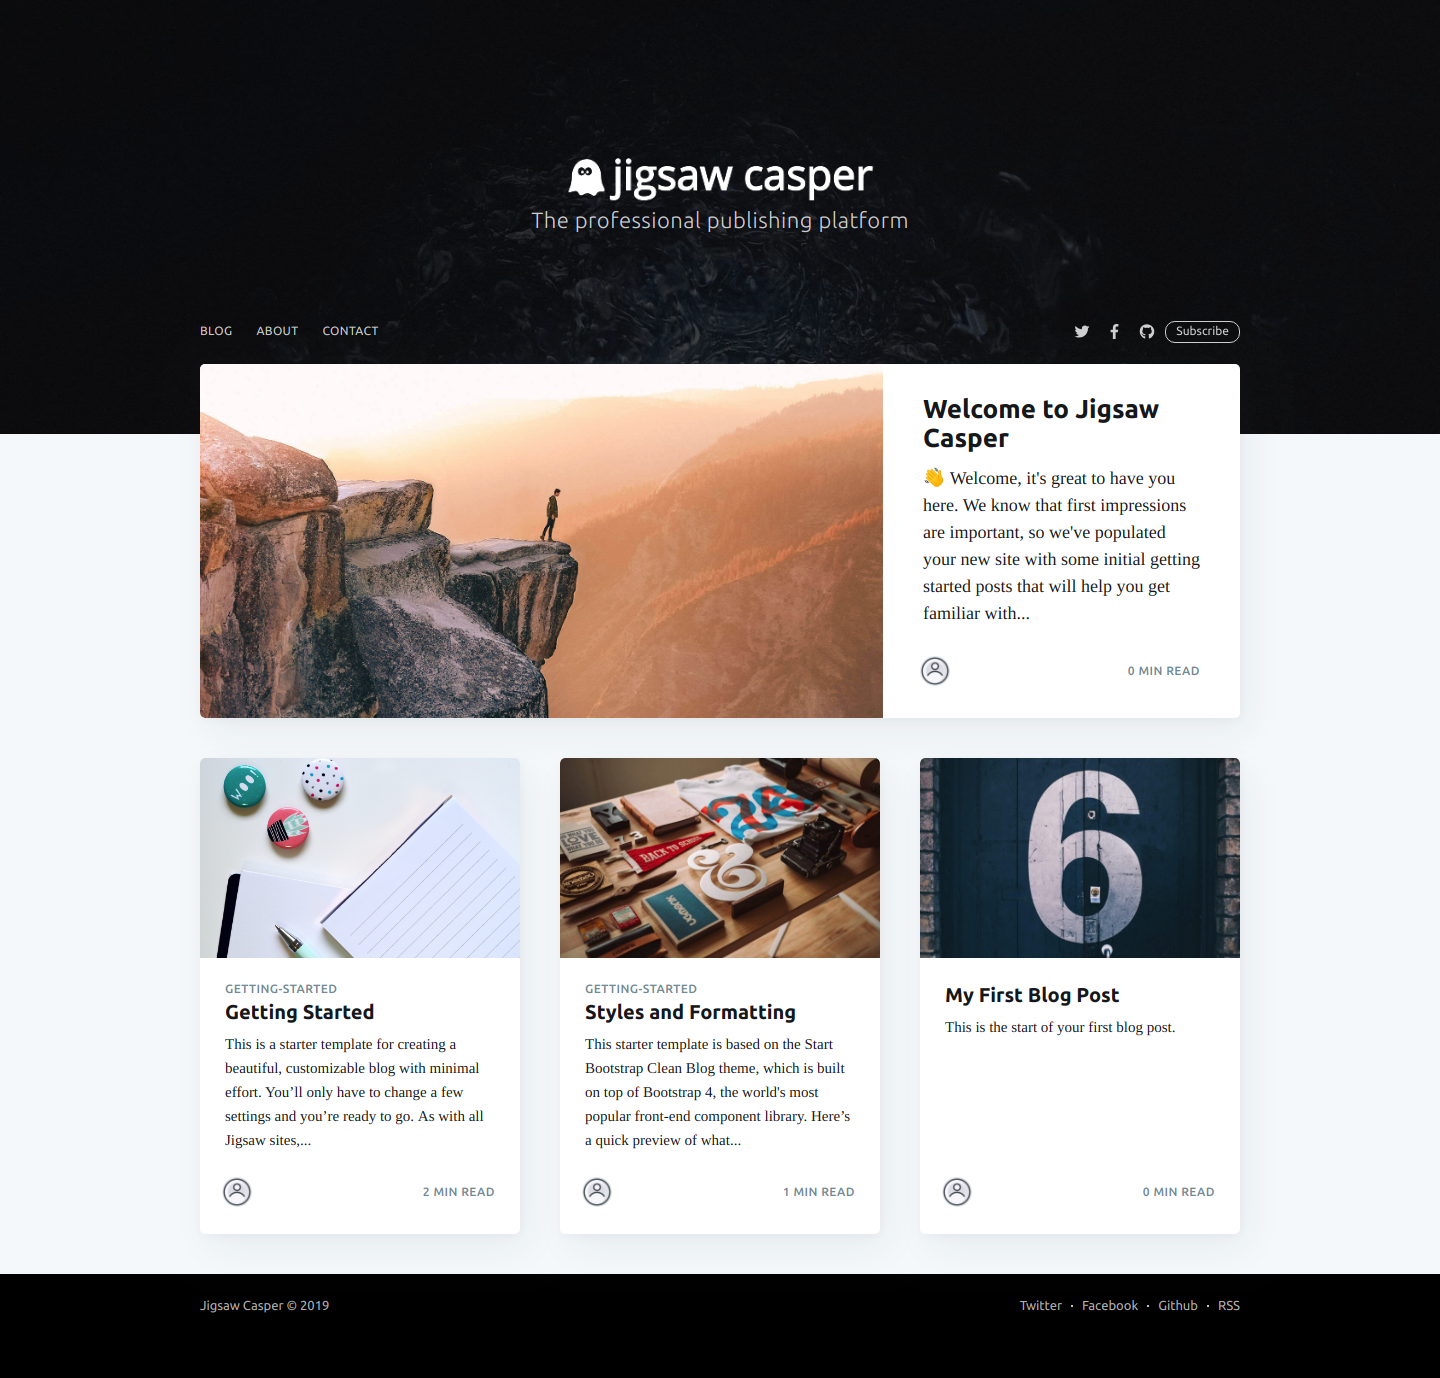 jigsaw casper
The professional publishing platform
BLOG ABOUT CONTACT Subscribe
Welcome to Jigsaw
Casper
👋 Welcome, it's great to have you
here. We know that first impressions
are important, so we've populated
your new site with some initial getting
started posts that will help you get
familiar with...
0 MIN READ
WOO
BACK TO SCHOOL
LOVE
&
6
GETTING-STARTED
Getting Started
This is a starter template for creating a
beautiful, customizable blog with minimal
effort. You’ll only have to change a few
settings and you’re ready to go. As with all
Jigsaw sites,...
2 MIN READ
GETTING-STARTED
Styles and Formatting
This starter template is based on the Start
Bootstrap Clean Blog theme, which is built
on top of Bootstrap 4, the world's most
popular front-end component library. Here’s
a quick preview of what...
1 MIN READ
My First Blog Post
This is the start of your first blog post.
0 MIN READ
Jigsaw Casper © 2019
Twitter • Facebook • Github • RSS